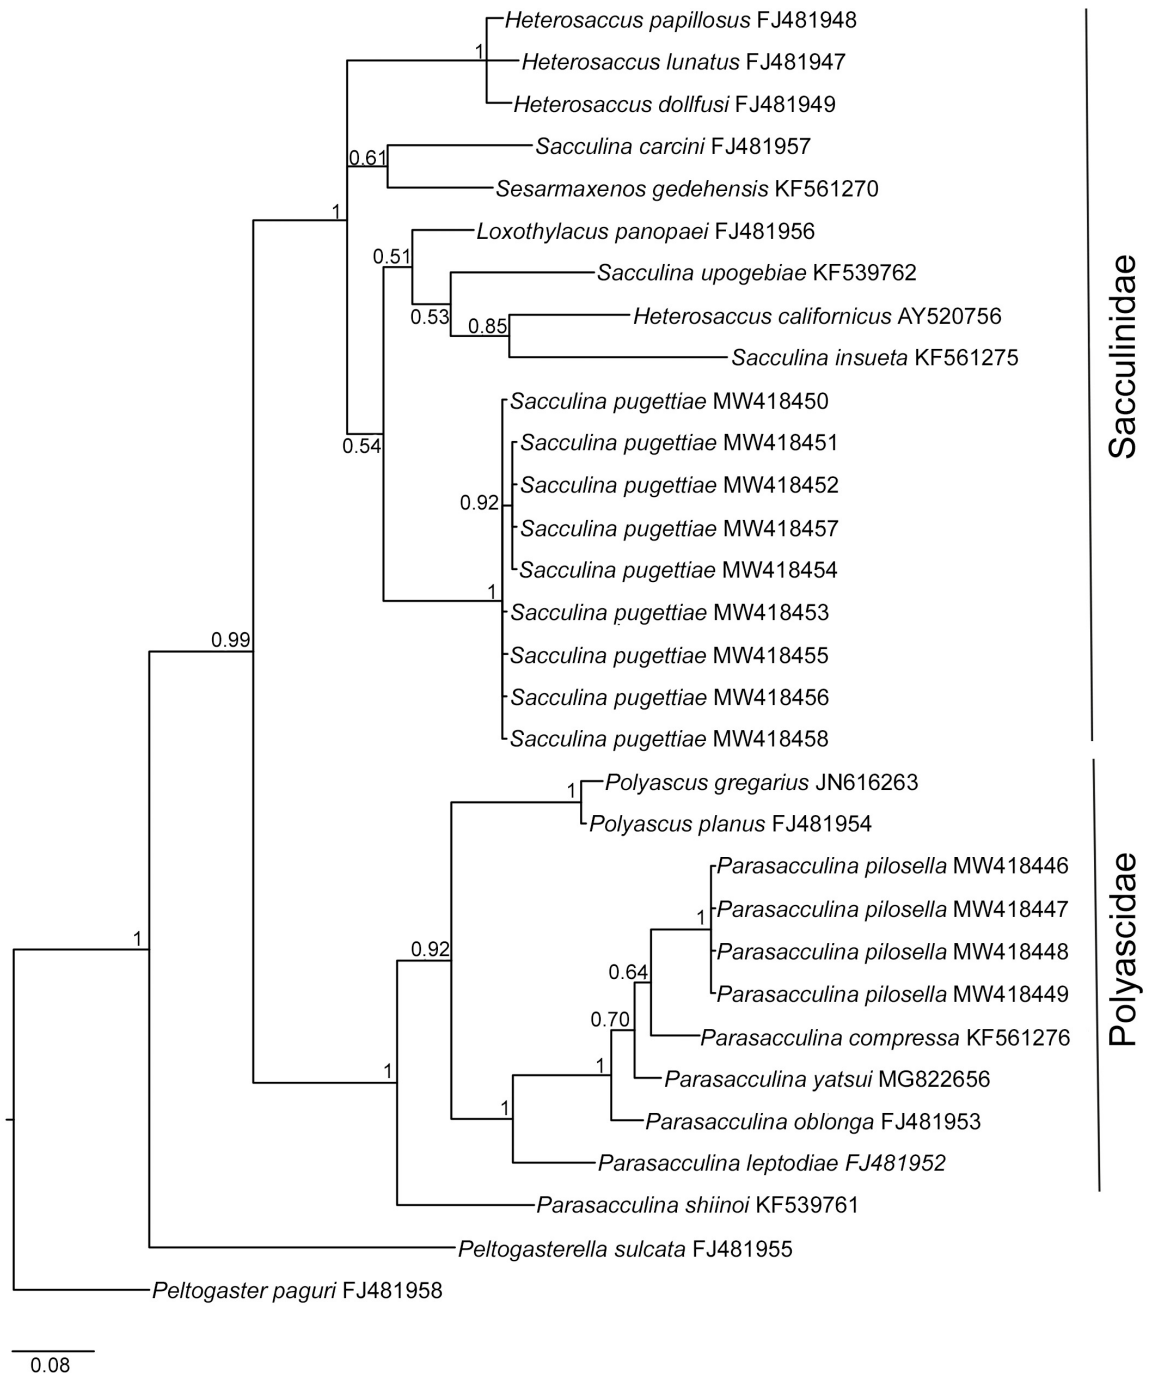 Heterosaccus papillosus FJ481948
1
Heterosaccus lunatus FJ481947
Heterosaccus dollfusi FJ481949
Sacculina carcini FJ481957
0.61
Sesarmaxenos gedehensis KF561270
1
Loxothylacus panopaei FJ481956
0.51
Sacculina upogebiae KF539762
0.53
Heterosaccus californicus AY520756
0.85
Sacculina insueta KF561275
Sacculinidae
Sacculina pugettiae MW418450
0.54
Sacculina pugettiae MW418451
Sacculina pugettiae MW418452
0.92
Sacculina pugettiae MW418457
Sacculina pugettiae MW418454
1
Sacculina pugettiae MW418453
0.99
Sacculina pugettiae MW418455
Sacculina pugettiae MW418456
Sacculina pugettiae MW418458
Polyascus gregarius JN616263
1
Polyascus planus FJ481954
Parasacculina pilosella MW418446
1
Parasacculina pilosella MW418447
1
0.92
Parasacculina pilosella MW418448
0.64
Parasacculina pilosella MW418449
Polyascidae
0.70
Parasacculina compressa KF561276
1
1
Parasacculina yatsui MG822656
1
Parasacculina oblonga FJ481953
Parasacculina leptodiae FJ481952
Parasacculina shiinoi KF539761
Peltogasterella sulcata FJ481955
Peltogaster paguri FJ481958
0.08